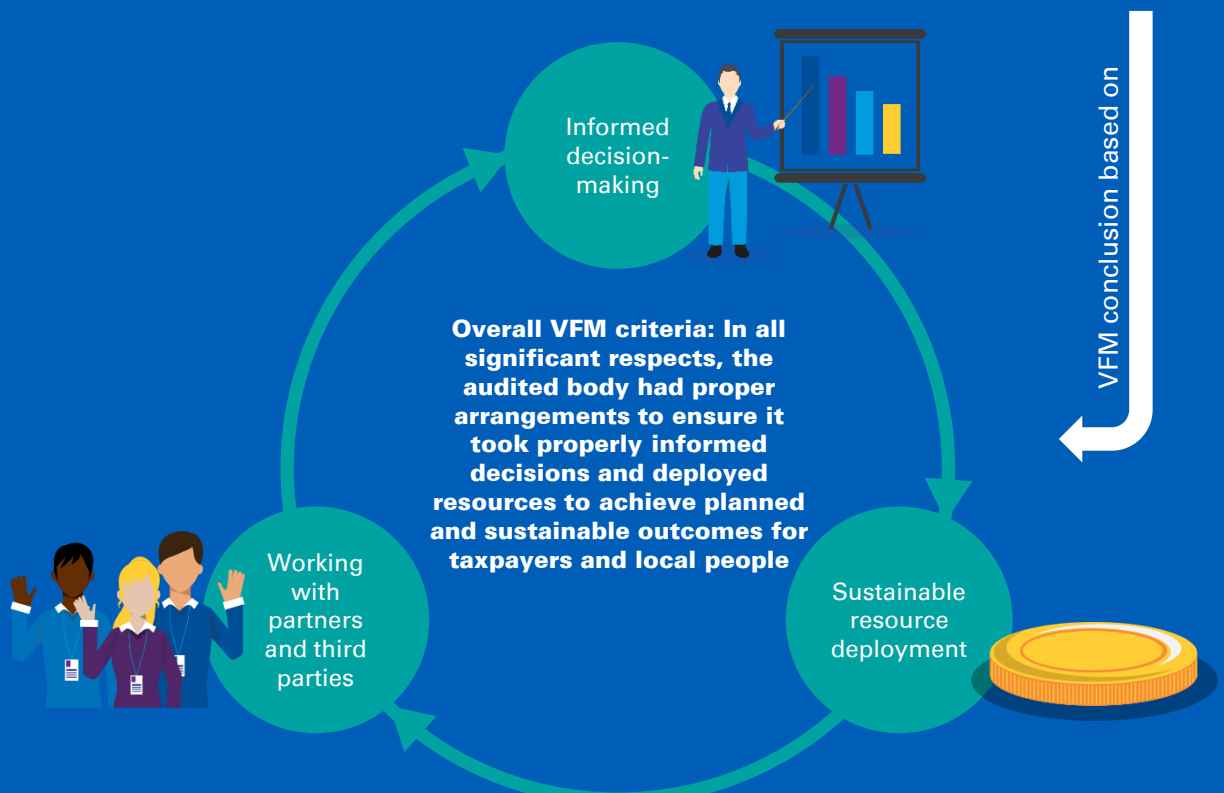 Informed
decision-
making
VFM conclusion based on
Overall VFM criteria: In all
significant respects, the
audited body had proper
arrangements to ensure it
took properly informed
decisions and deployed
resources to achieve planned
and sustainable outcomes for
taxpayers and local people
Working
with
partners
and third
parties
Sustainable
resource
deployment